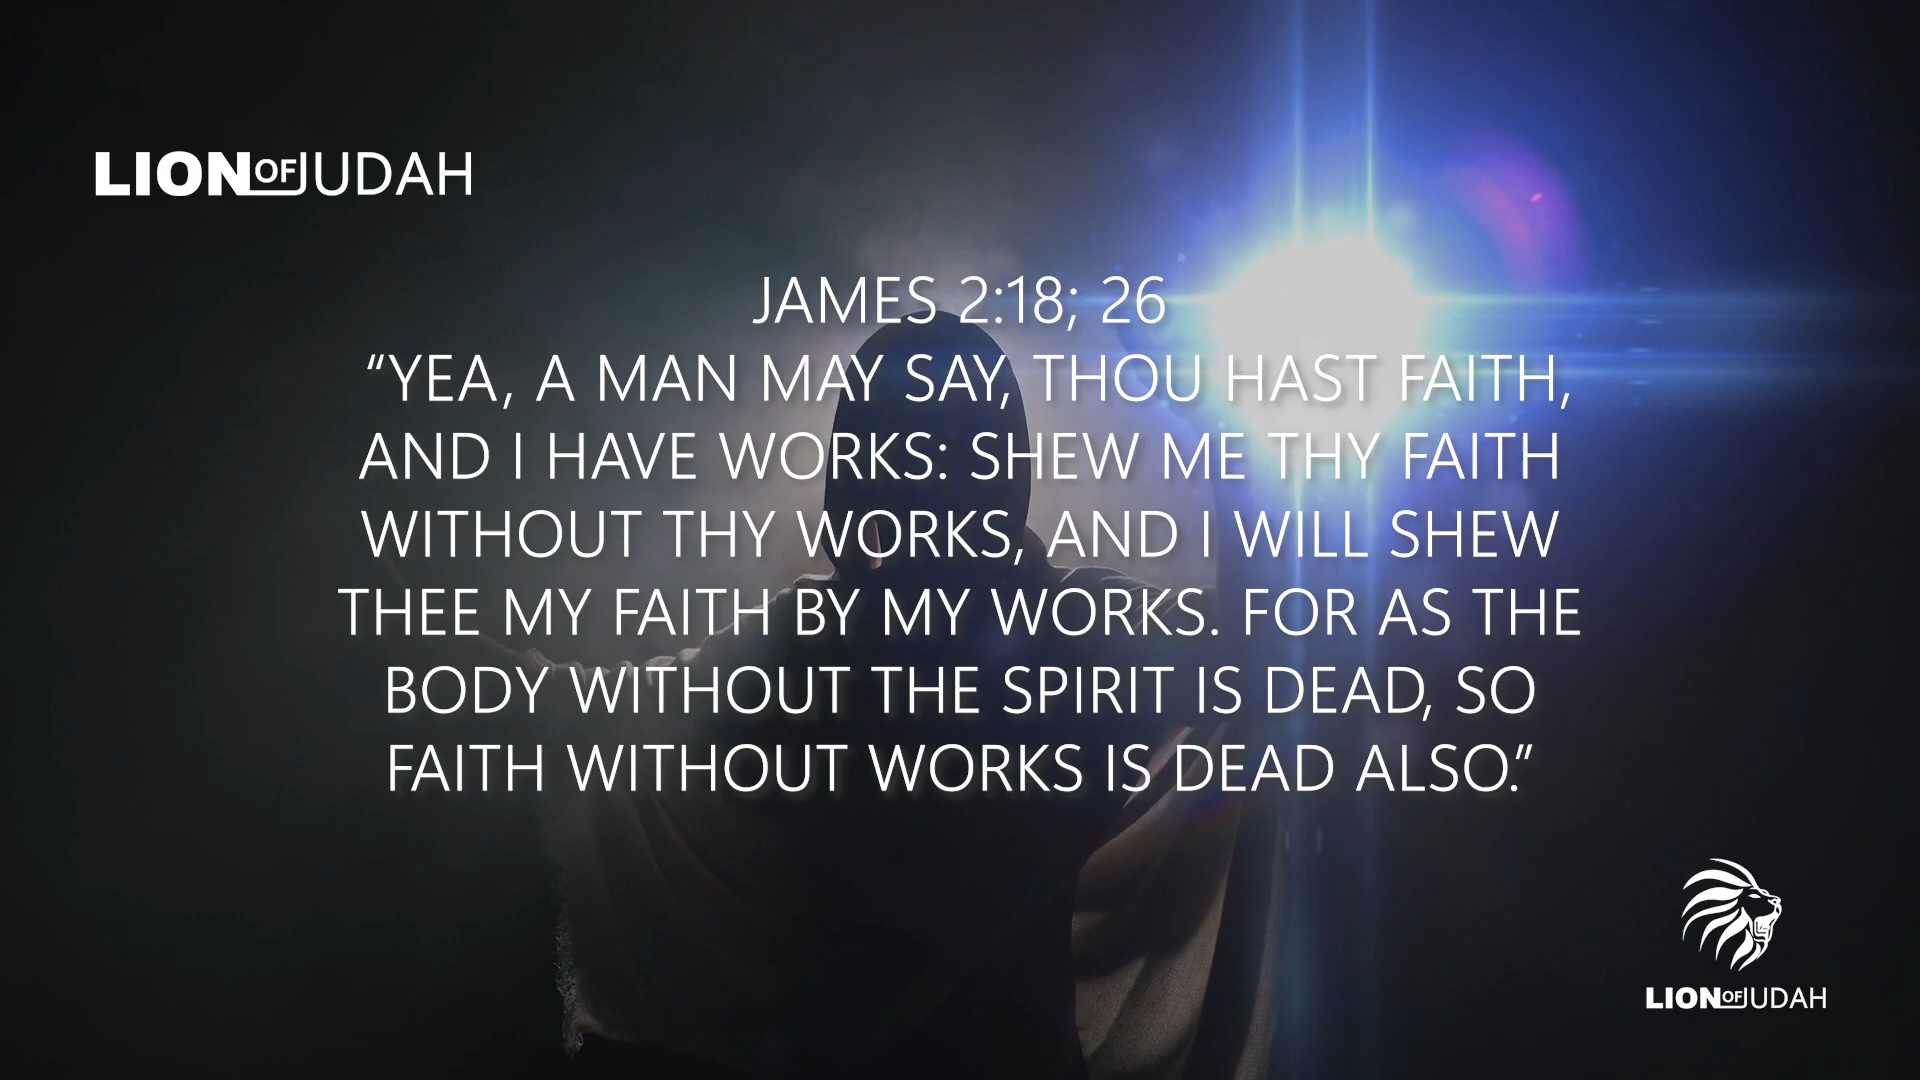 LION OF JUDAH
JAMES 2:18; 26
“YEA, A MAN MAY SAY, THOU HAST FAITH,
AND I HAVE WORKS: SHEW ME THY FAITH
WITHOUT THY WORKS, AND I WILL SHEW
THEE MY FAITH BY MY WORKS. FOR AS THE
BODY WITHOUT THE SPIRIT IS DEAD, SO
FAITH WITHOUT WORKS IS DEAD ALSO.”
LION OF JUDAH